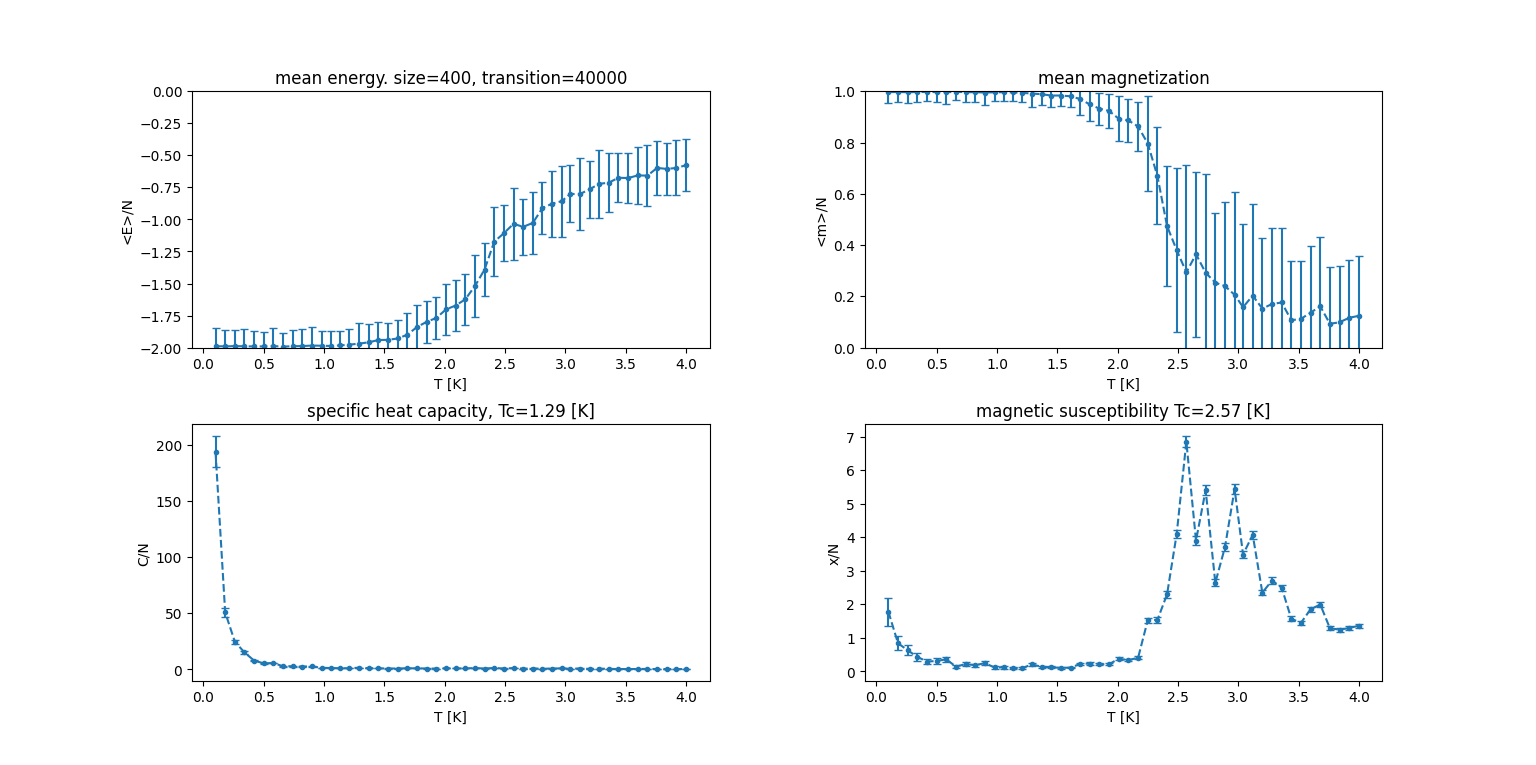 mean energy. size=400, transition=40000
0.00
−0.25
−0.50
−0.75
−1.00
−1.25
−1.50
−1.75
−2.00
<E>/N
0.0 0.5 1.0 1.5 2.0 2.5 3.0 3.5 4.0
T [K]
mean magnetization
1.0
0.8
0.6
0.4
0.2
0.0
<m>/N
0.0 0.5 1.0 1.5 2.0 2.5 3.0 3.5 4.0
T [K]
specific heat capacity, Tc=1.29 [K]
200
150
100
50
0
C/N
0.0 0.5 1.0 1.5 2.0 2.5 3.0 3.5 4.0
T [K]
magnetic susceptibility Tc=2.57 [K]
7
6
5
4
3
2
1
0
x/N
0.0 0.5 1.0 1.5 2.0 2.5 3.0 3.5 4.0
T [K]